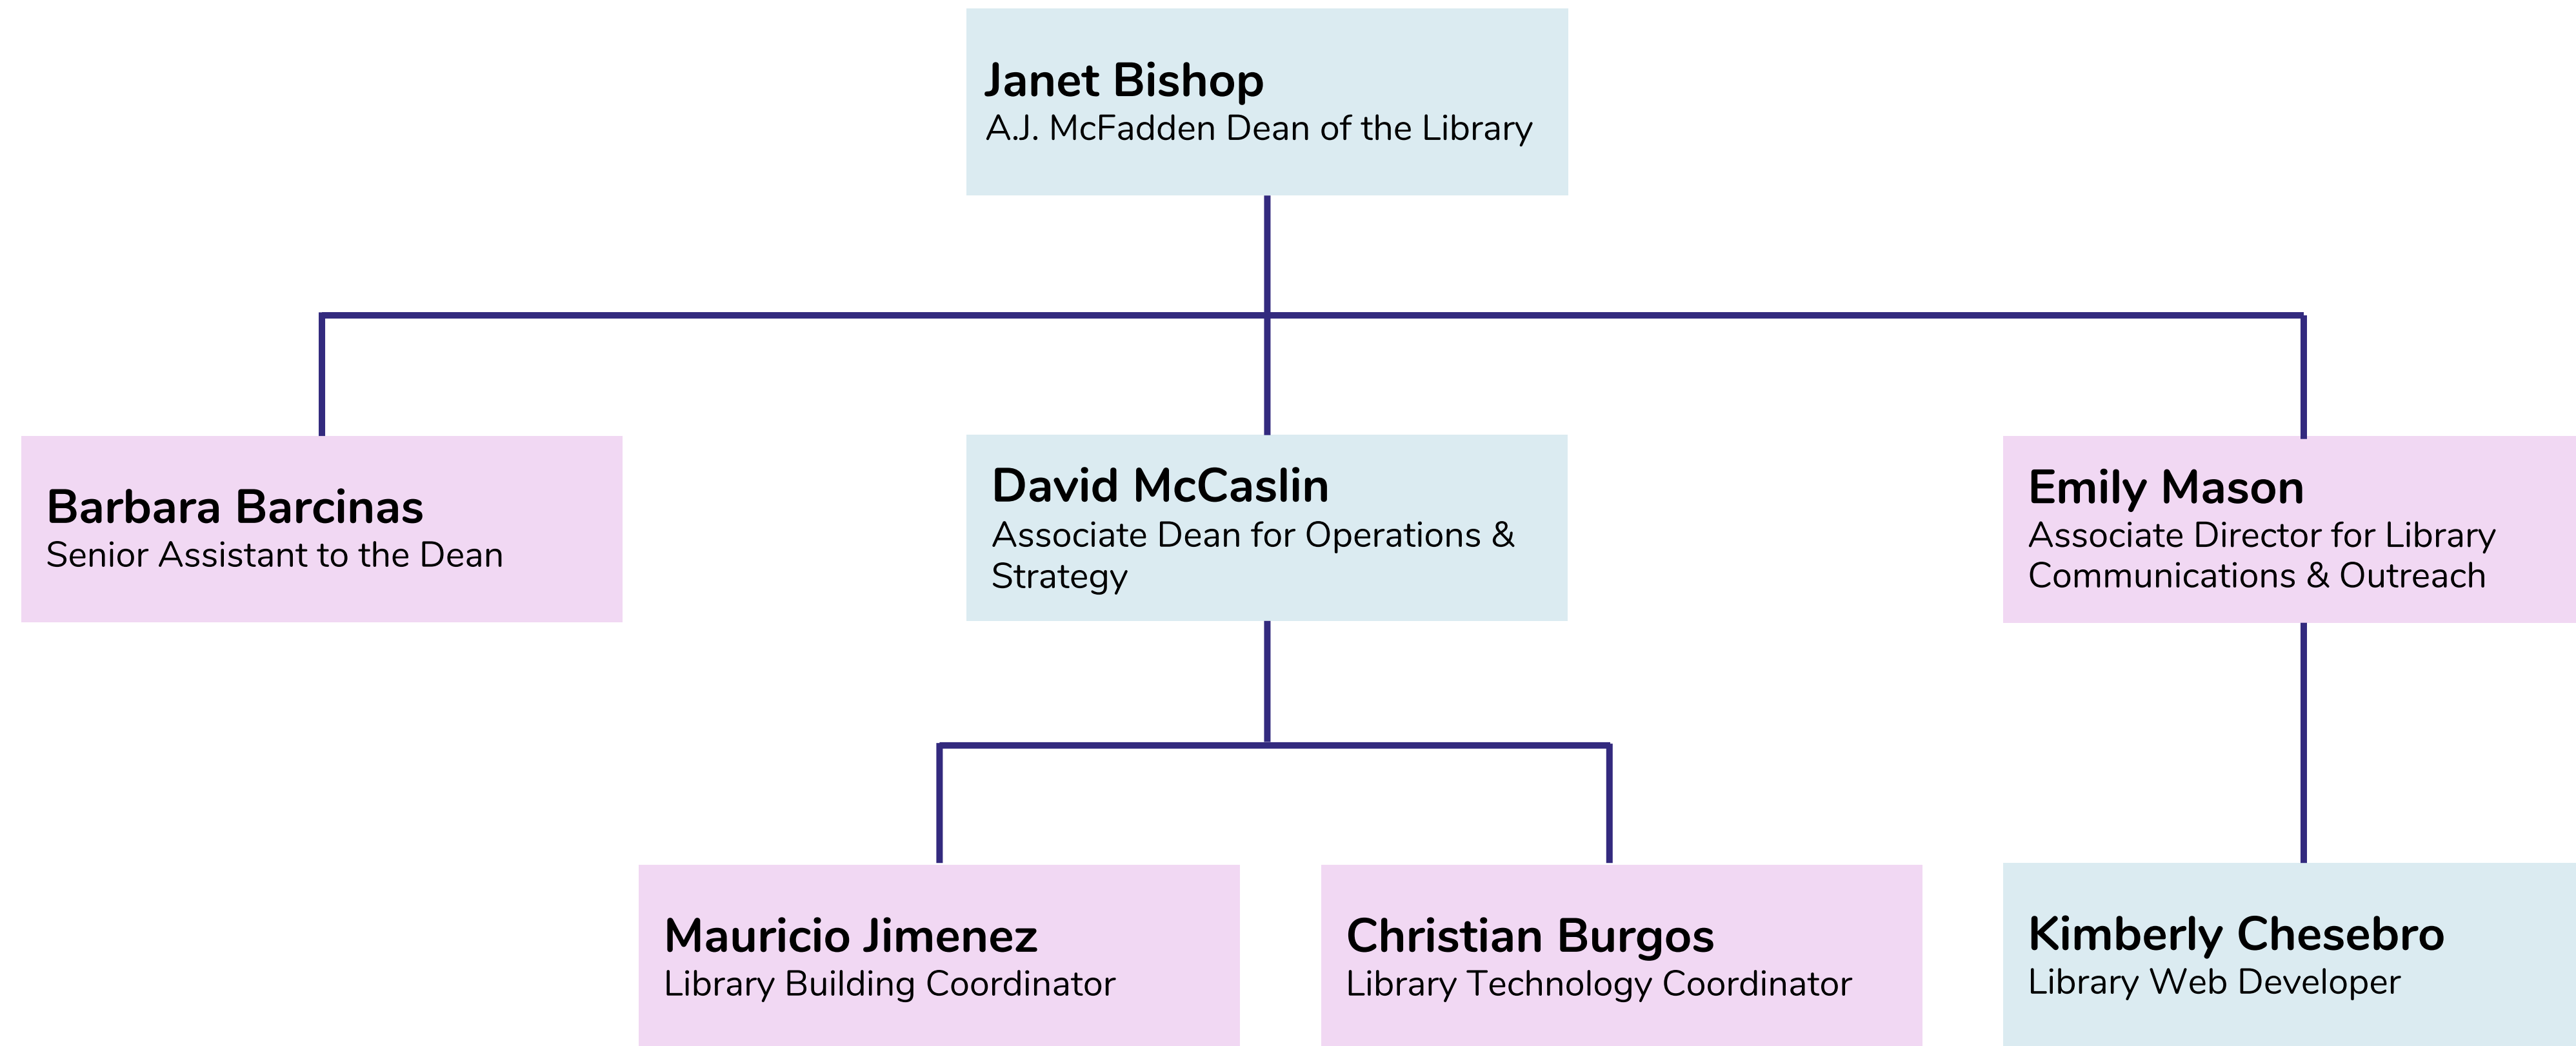 Janet Bishop
A.J. McFadden Dean of the Library
Barbara Barcinas
Senior Assistant to the Dean
David McCaslin
Associate Dean for Operations &
Strategy
Emily Mason
Associate Director for Library
Communications & Outreach
Mauricio Jimenez
Library Building Coordinator
Christian Burgos
Library Technology Coordinator
Kimberly Chesebro
Library Web Developer